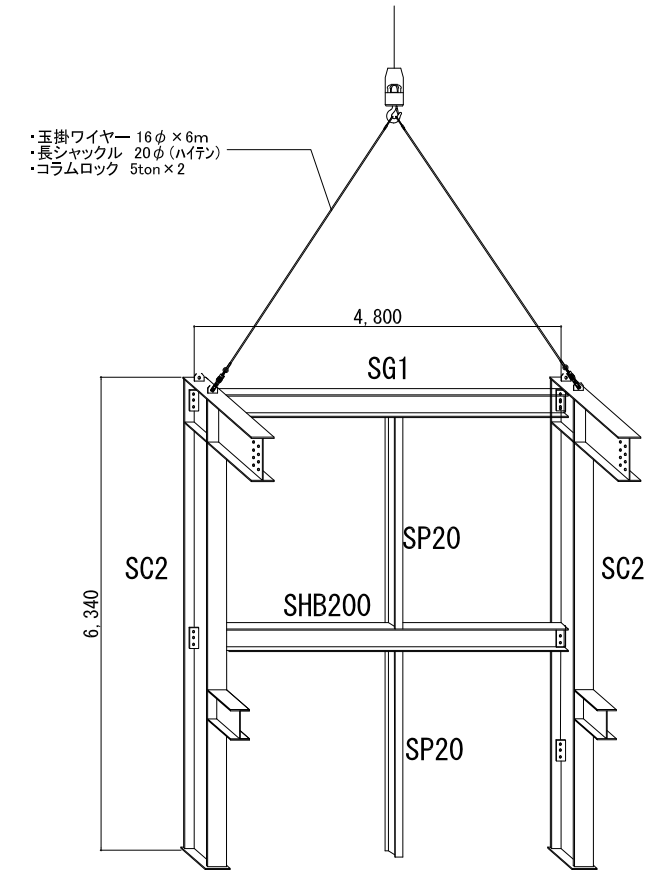 ・玉掛ワイヤー 16φ×6m
・長シャックル 20φ(ハイテン)
・コラムロック 5ton×2
4,800
SG1
SP20
SC2
SC2
SHB200
6,340
SP20